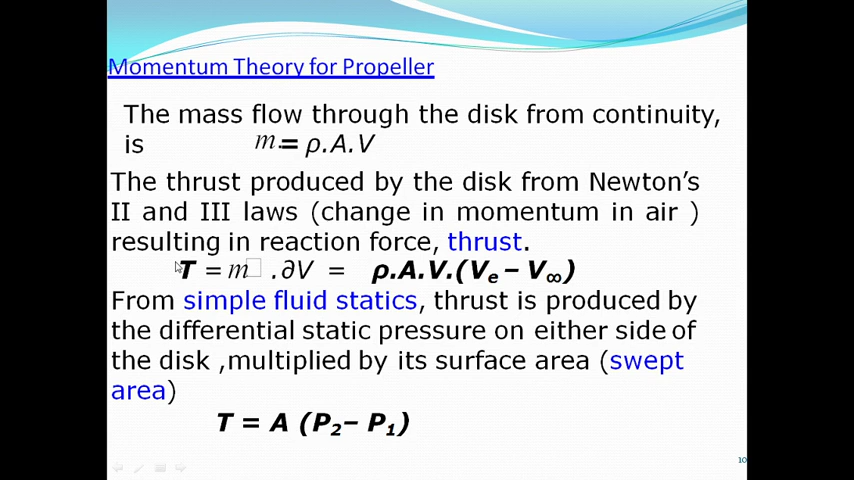 Momentum Theory for Propeller
The mass flow through the disk from continuity,
is m.= ρ.A.V
The thrust produced by the disk from Newton’s
II and III laws (change in momentum in air )
resulting in reaction force, thrust.
T = m□ .∂V = ρ.A.V.(Vₑ – V∞)
From simple fluid statics, thrust is produced by
the differential static pressure on either side of
the disk ,multiplied by its surface area (swept
area)
T = A (P₂– P₁)
10